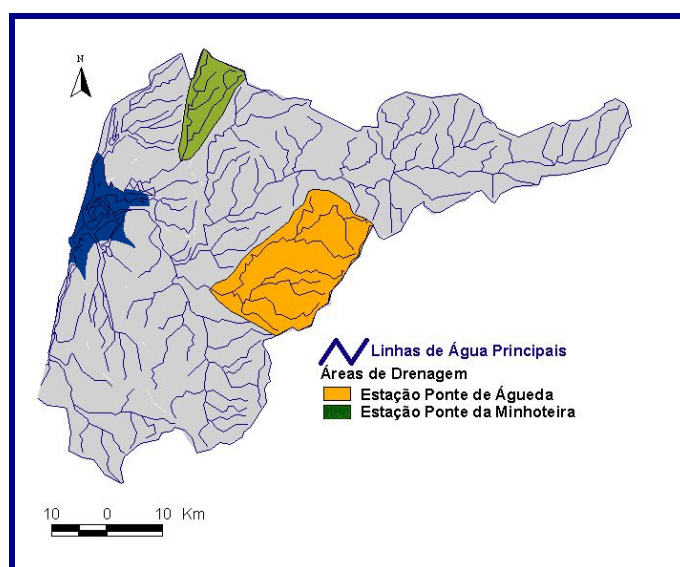 N
Linhas de Água Principais
Áreas de Drenagem
Estação Ponte de Águeda
Estação Ponte da Minhoteira
10 0 10 Km